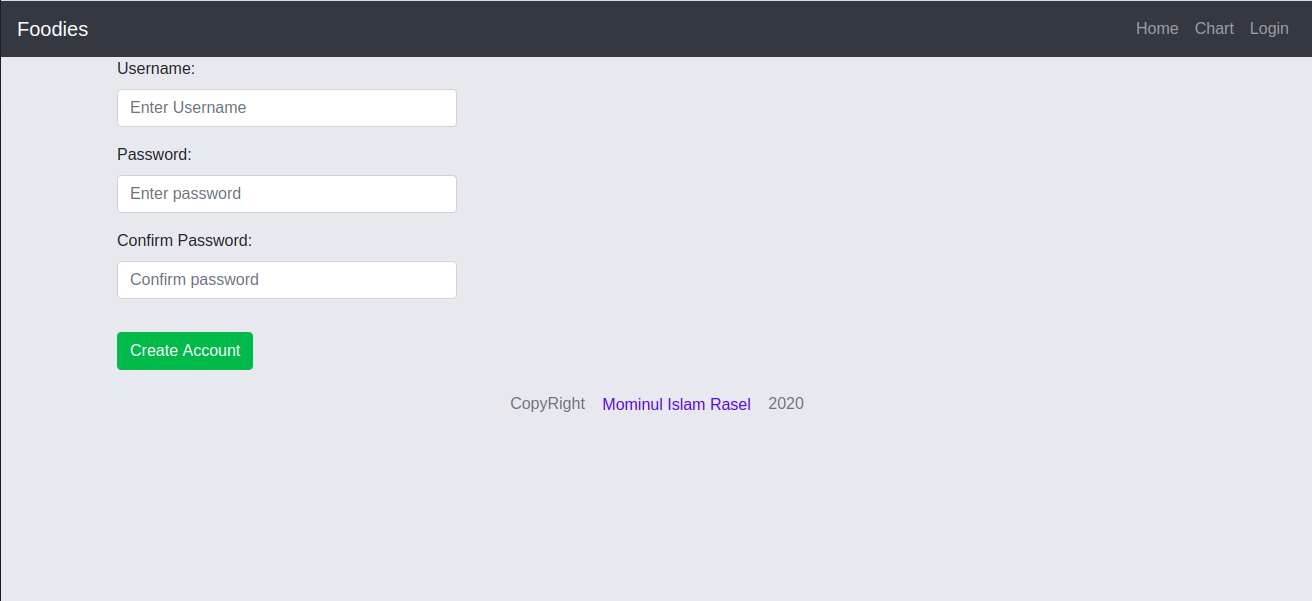 Foodies Home Chart Login
Username:
Enter Username
Password:
Enter password
Confirm Password:
Confirm password
Create Account
CopyRight Mominul Islam Rasel 2020